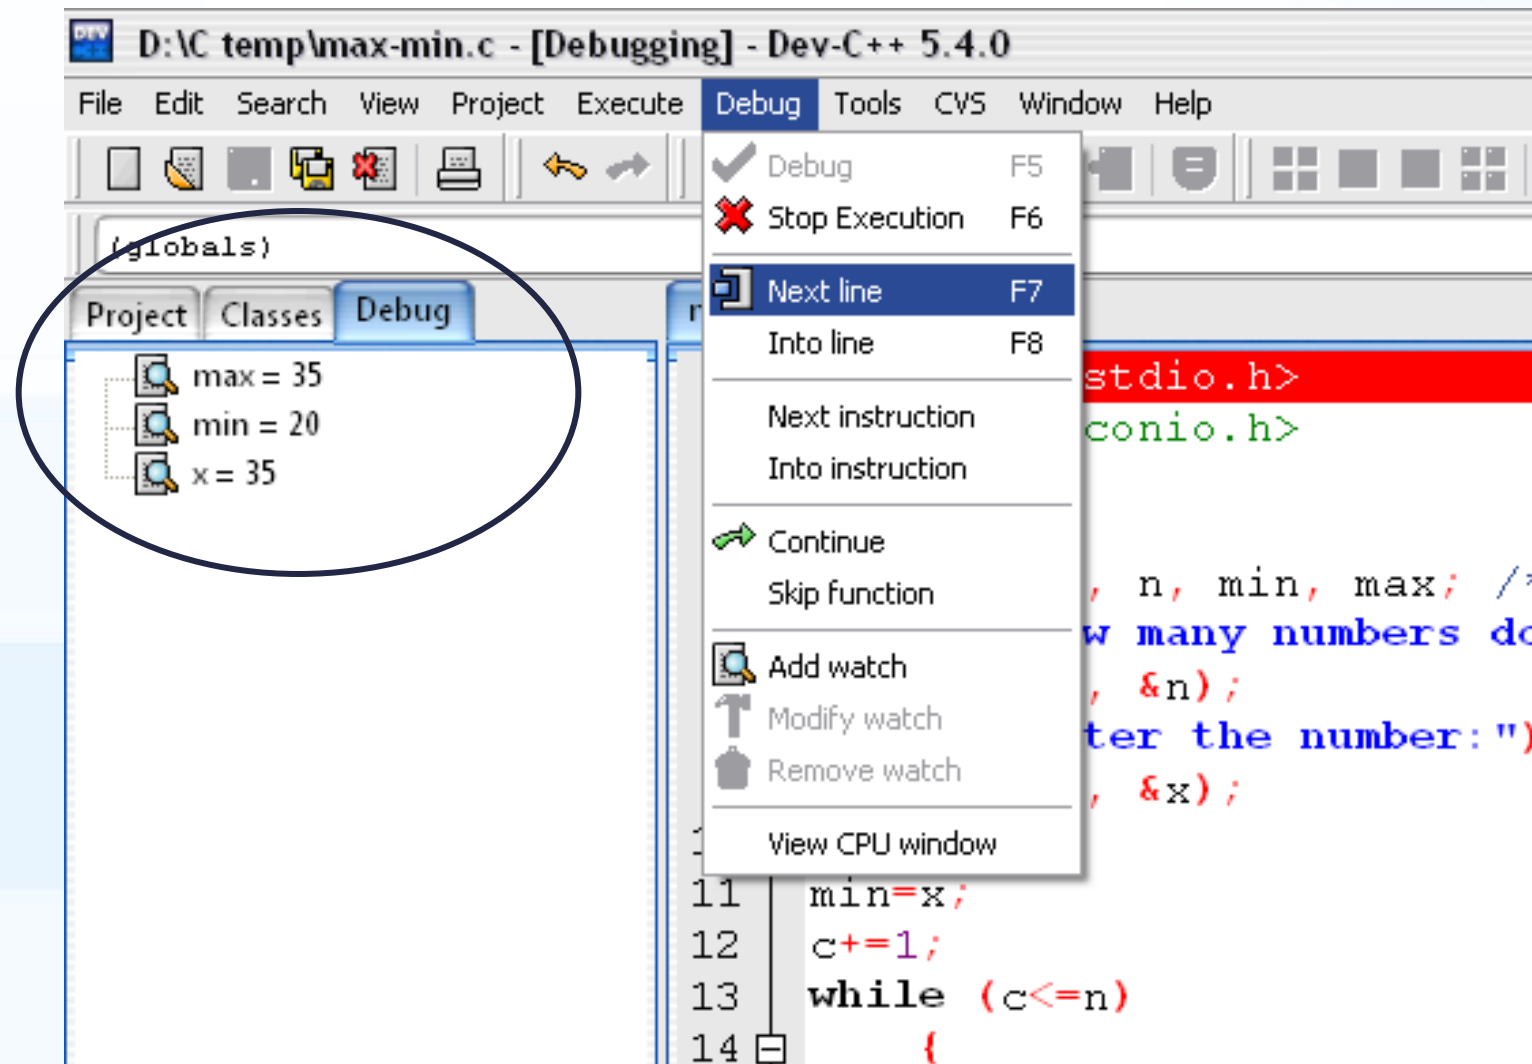 DEV D:\C temp\max-min.c - [Debugging] - Dev-C++ 5.4.0
File Edit Search View Project Execute Debug Tools CVS Window Help
(globals)
Project Classes Debug
max = 35
min = 20
x = 35
Debug F5
Stop Execution F6
Next line F7
Into line F8
Next instruction
Into instruction
Continue
Skip function
Add watch
Modify watch
Remove watch
View CPU window
stdio.h>
conio.h>
, n, min, max; /*
w many numbers do
, &n);
ter the number:")
, &x);
11 min=x;
12 c+=1;
13 while (c<=n)
14 {